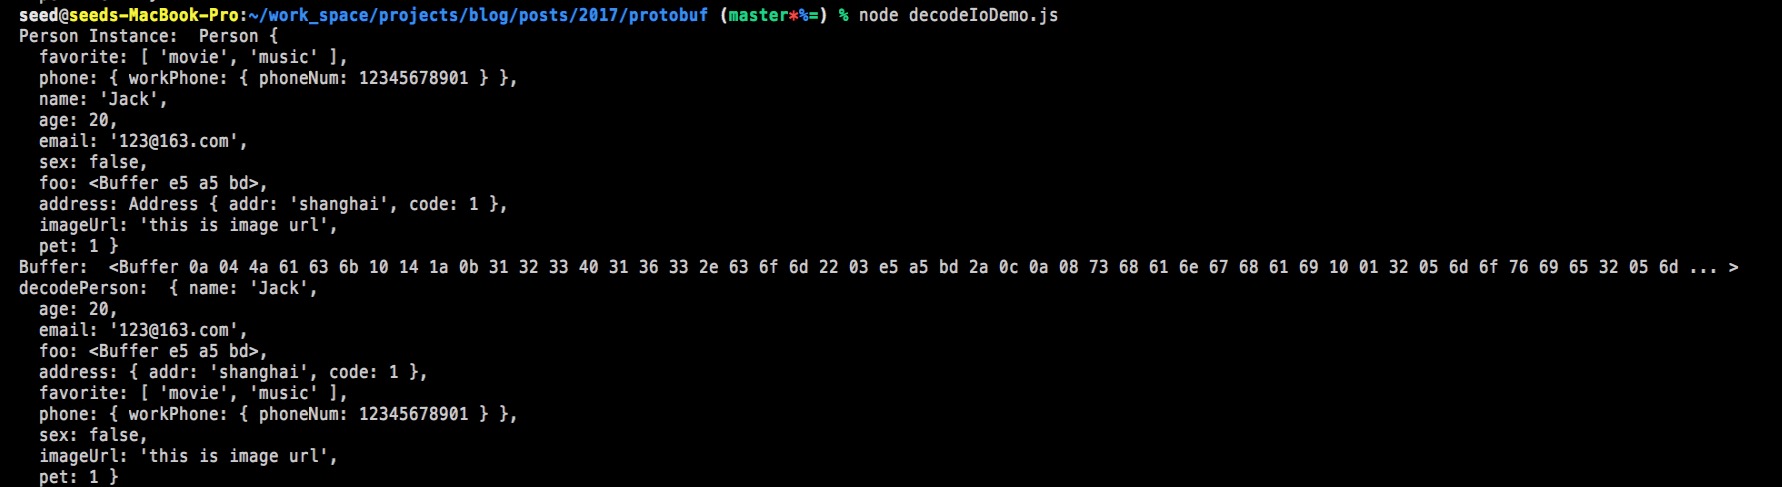 seed@seeds-MacBook-Pro:~/work_space/projects/blog/posts/2017/protobuf (master*%=) % node decodeIoDemo.js
Person Instance:  Person {
  favorite: [ 'movie', 'music' ],
  phone: { workPhone: { phoneNum: 12345678901 } },
  name: 'Jack',
  age: 20,
  email: '123@163.com',
  sex: false,
  foo: <Buffer e5 a5 bd>,
  address: Address { addr: 'shanghai', code: 1 },
  imageUrl: 'this is image url',
  pet: 1 }
Buffer:  <Buffer 0a 04 4a 61 63 6b 10 14 1a 0b 31 32 33 40 31 36 33 2e 63 6f 6d 22 03 e5 a5 bd 2a 0c 0a 08 73 68 61 6e 67 68 61 69 10 01 32 05 6d 6f 76 69 65 32 05 6d ... >
decodePerson:  { name: 'Jack',
  age: 20,
  email: '123@163.com',
  foo: <Buffer e5 a5 bd>,
  address: { addr: 'shanghai', code: 1 },
  favorite: [ 'movie', 'music' ],
  phone: { workPhone: { phoneNum: 12345678901 } },
  sex: false,
  imageUrl: 'this is image url',
  pet: 1 }